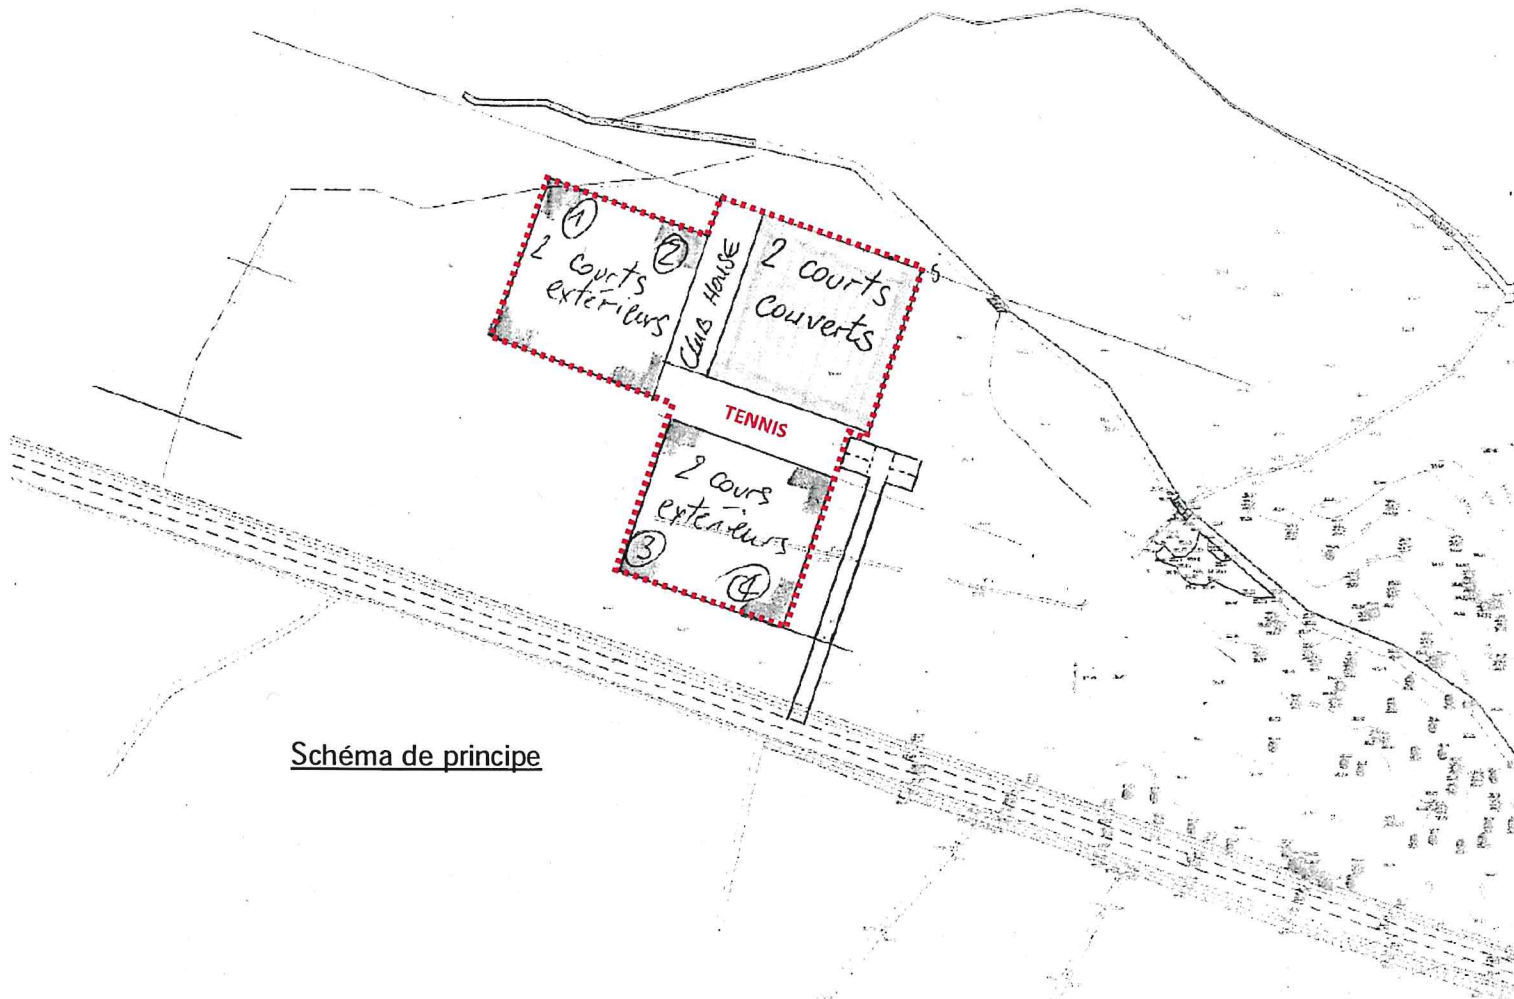 1
2
2 courts
extérieurs
CLUB HOUSE
2 courts
couverts
TENNIS
2 cours
extérieurs
3
4
Schéma de principe